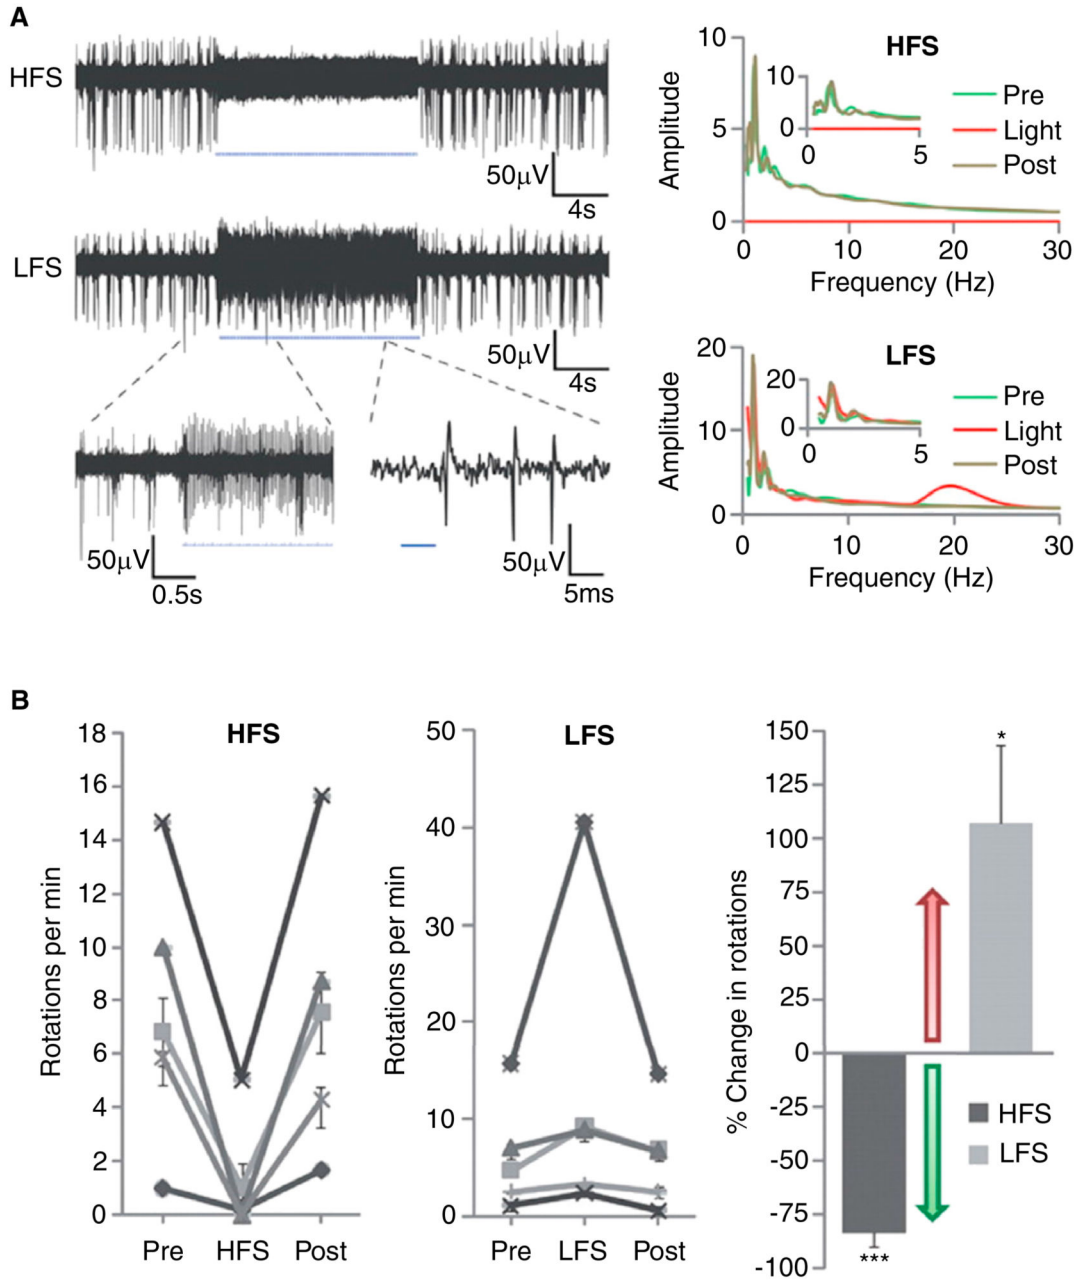 A
HFS
50μV
4s
LFS
50μV
4s
50μV
0.5s
50μV
5ms
HFS
Amplitude
10
5
0
0 10 20 30
Frequency (Hz)
10
0
0 5
Pre
Light
Post
LFS
Amplitude
20
10
0
0 10 20 30
Frequency (Hz)
20
0
0 5
Pre
Light
Post
B
HFS
Rotations per min
18
16
14
12
10
8
6
4
2
0
Pre HFS Post
LFS
Rotations per min
50
40
30
20
10
0
Pre LFS Post
% Change in rotations
150
125
100
75
50
25
0
-25
-50
-75
-100
*
***
HFS
LFS